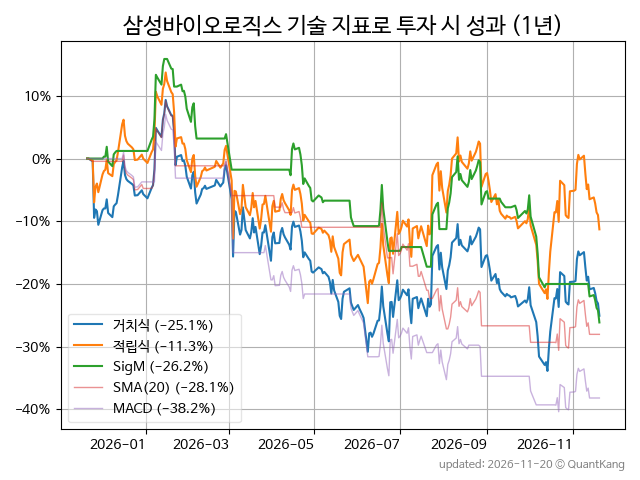 삼성바이오로직스 기술 지표로 투자 시 성과 (1년)
10%
0%
−10%
−20%
−30%
−40%
거치식 (−25.1%)
적립식 (−11.3%)
SigM (−26.2%)
SMA(20) (−28.1%)
MACD (−38.2%)
2026-01
2026-03
2026-05
2026-07
2026-09
2026-11
updated: 2026-11-20 © QuantKang